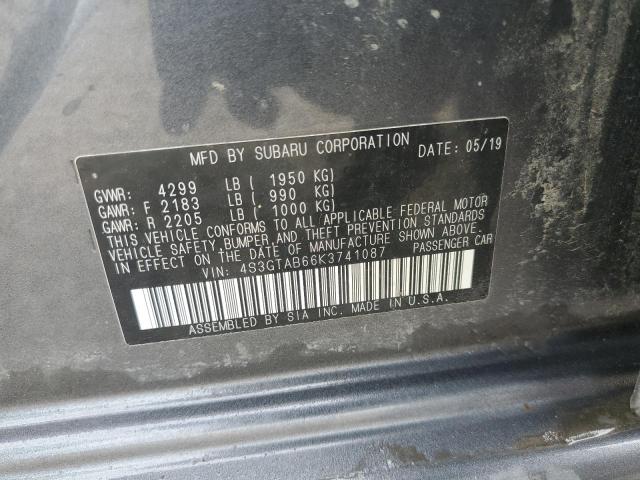 MFD BY SUBARU CORPORATION DATE: 05/19
GVWR: 4299 LB ( 1950 KG)
GAWR: F 2183 LB ( 990 KG)
GAWR: R 2205 LB ( 1000 KG)
THIS VEHICLE CONFORMS TO ALL APPLICABLE FEDERAL MOTOR
VEHICLE SAFETY, BUMPER, AND THEFT PREVENTION STANDARDS
IN EFFECT ON THE DATE OF MANUFACTURE SHOWN ABOVE.
VIN: 4S3GTAB66K3741087 PASSENGER CAR
ASSEMBLED BY SIA INC. MADE IN U.S.A.